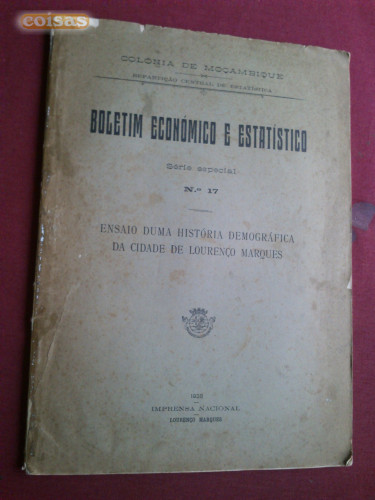 coisas
COLÓNIA DE MOÇAMBIQUE
REPARTIÇÃO CENTRAL DE ESTATÍSTICA
BOLETIM ECONÓMICO E ESTATÍSTICO
Série especial
N.º 17
ENSAIO DUMA HISTÓRIA DEMOGRÁFICA
DA CIDADE DE LOURENÇO MARQUES
IMPRENSA NACIONAL
LOURENÇO MARQUES